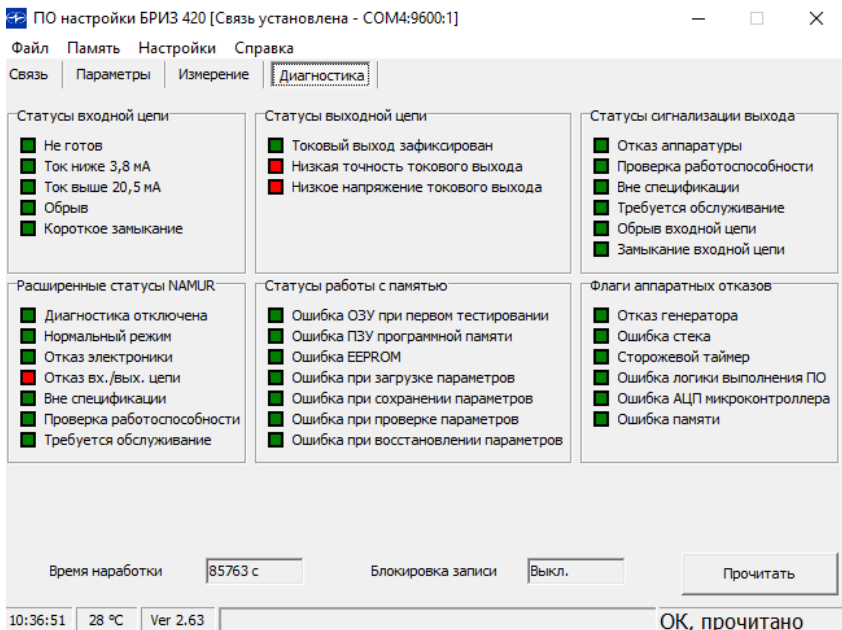 ПО настройки БРИЗ 420 [Связь установлена - COM4:9600:1]
Файл Память Настройки Справка
Связь Параметры Измерение Диагностика
Статусы входной цепи
Не готов
Ток ниже 3,8 мА
Ток выше 20,5 мА
Обрыв
Короткое замыкание
Статусы выходной цепи
Токовый выход зафиксирован
Низкая точность токового выхода
Низкое напряжение токового выхода
Статусы сигнализации выхода
Отказ аппаратуры
Проверка работоспособности
Вне спецификации
Требуется обслуживание
Обрыв входной цепи
Замыкание входной цепи
Расширенные статусы NAMUR
Диагностика отключена
Нормальный режим
Отказ электроники
Отказ вх./вых. цепи
Вне спецификации
Проверка работоспособности
Требуется обслуживание
Статусы работы с памятью
Ошибка ОЗУ при первом тестировании
Ошибка ПЗУ программной памяти
Ошибка EEPROM
Ошибка при загрузке параметров
Ошибка при сохранении параметров
Ошибка при проверке параметров
Ошибка при восстановлении параметров
Флаги аппаратных отказов
Отказ генератора
Ошибка стека
Сторожевой таймер
Ошибка логики выполнения ПО
Ошибка АЦП микроконтроллера
Ошибка памяти
Время наработки 85763 с Блокировка записи Выкл. Прочитать
10:36:51 28 ºC Ver 2.63 ОК, прочитано